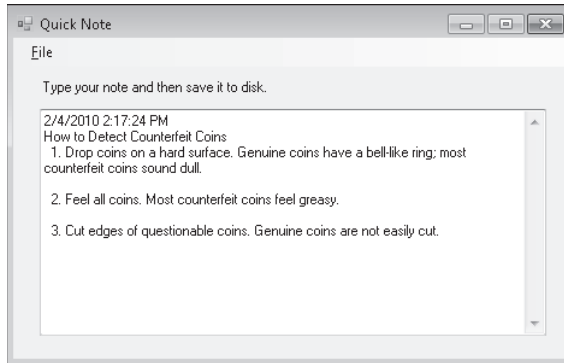 Quick Note
File
Type your note and then save it to disk.
2/4/2010 2:17:24 PM
How to Detect Counterfeit Coins
1. Drop coins on a hard surface. Genuine coins have a bell-like ring; most
counterfeit coins sound dull.
2. Feel all coins. Most counterfeit coins feel greasy.
3. Cut edges of questionable coins. Genuine coins are not easily cut.